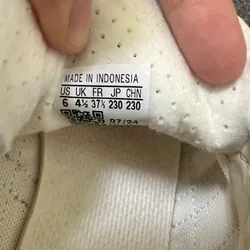 MADE IN INDONESIA
US UK FR JP CHN
6 4½ 37⅓ 230 230
07/24